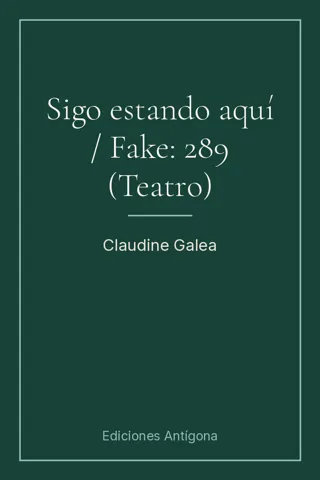 Sigo estando aquí
/ Fake: 289
(Teatro)
Claudine Galea
Ediciones Antígona